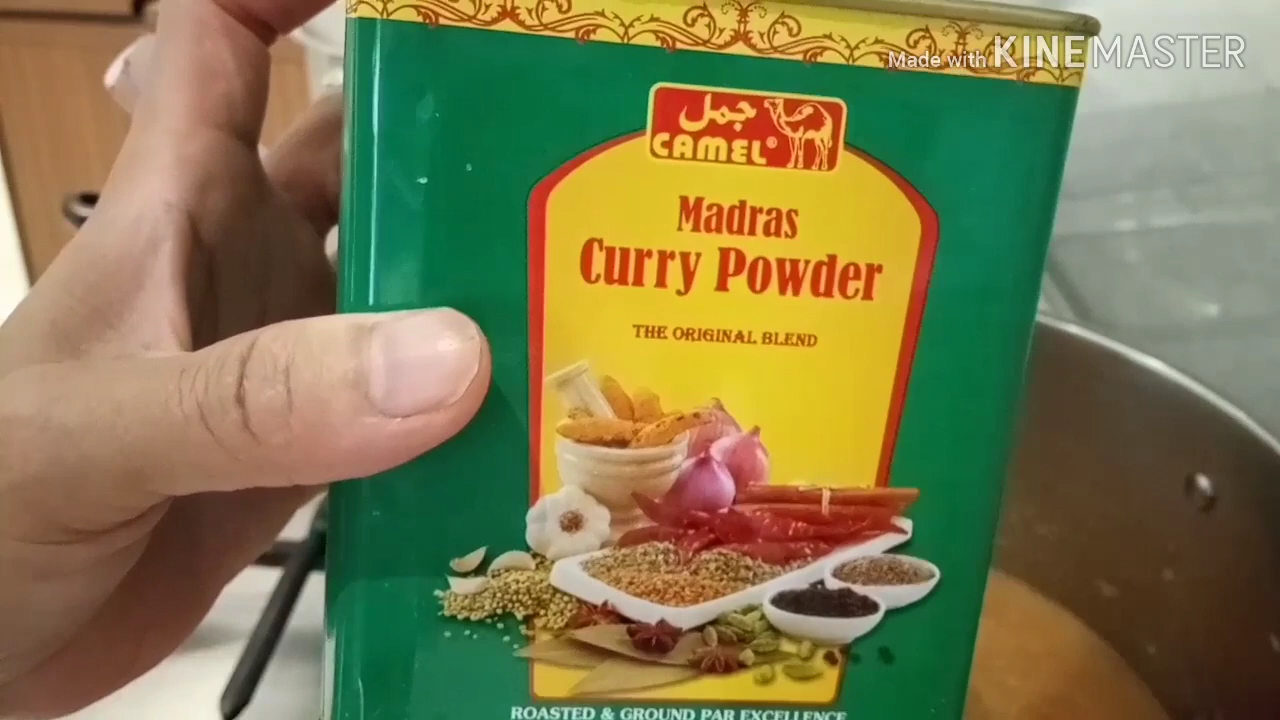 Made with KINEMASTER
جمل
CAMEL®
Madras
Curry Powder
THE ORIGINAL BLEND
ROASTED & GROUND PAR EXCELLENCE